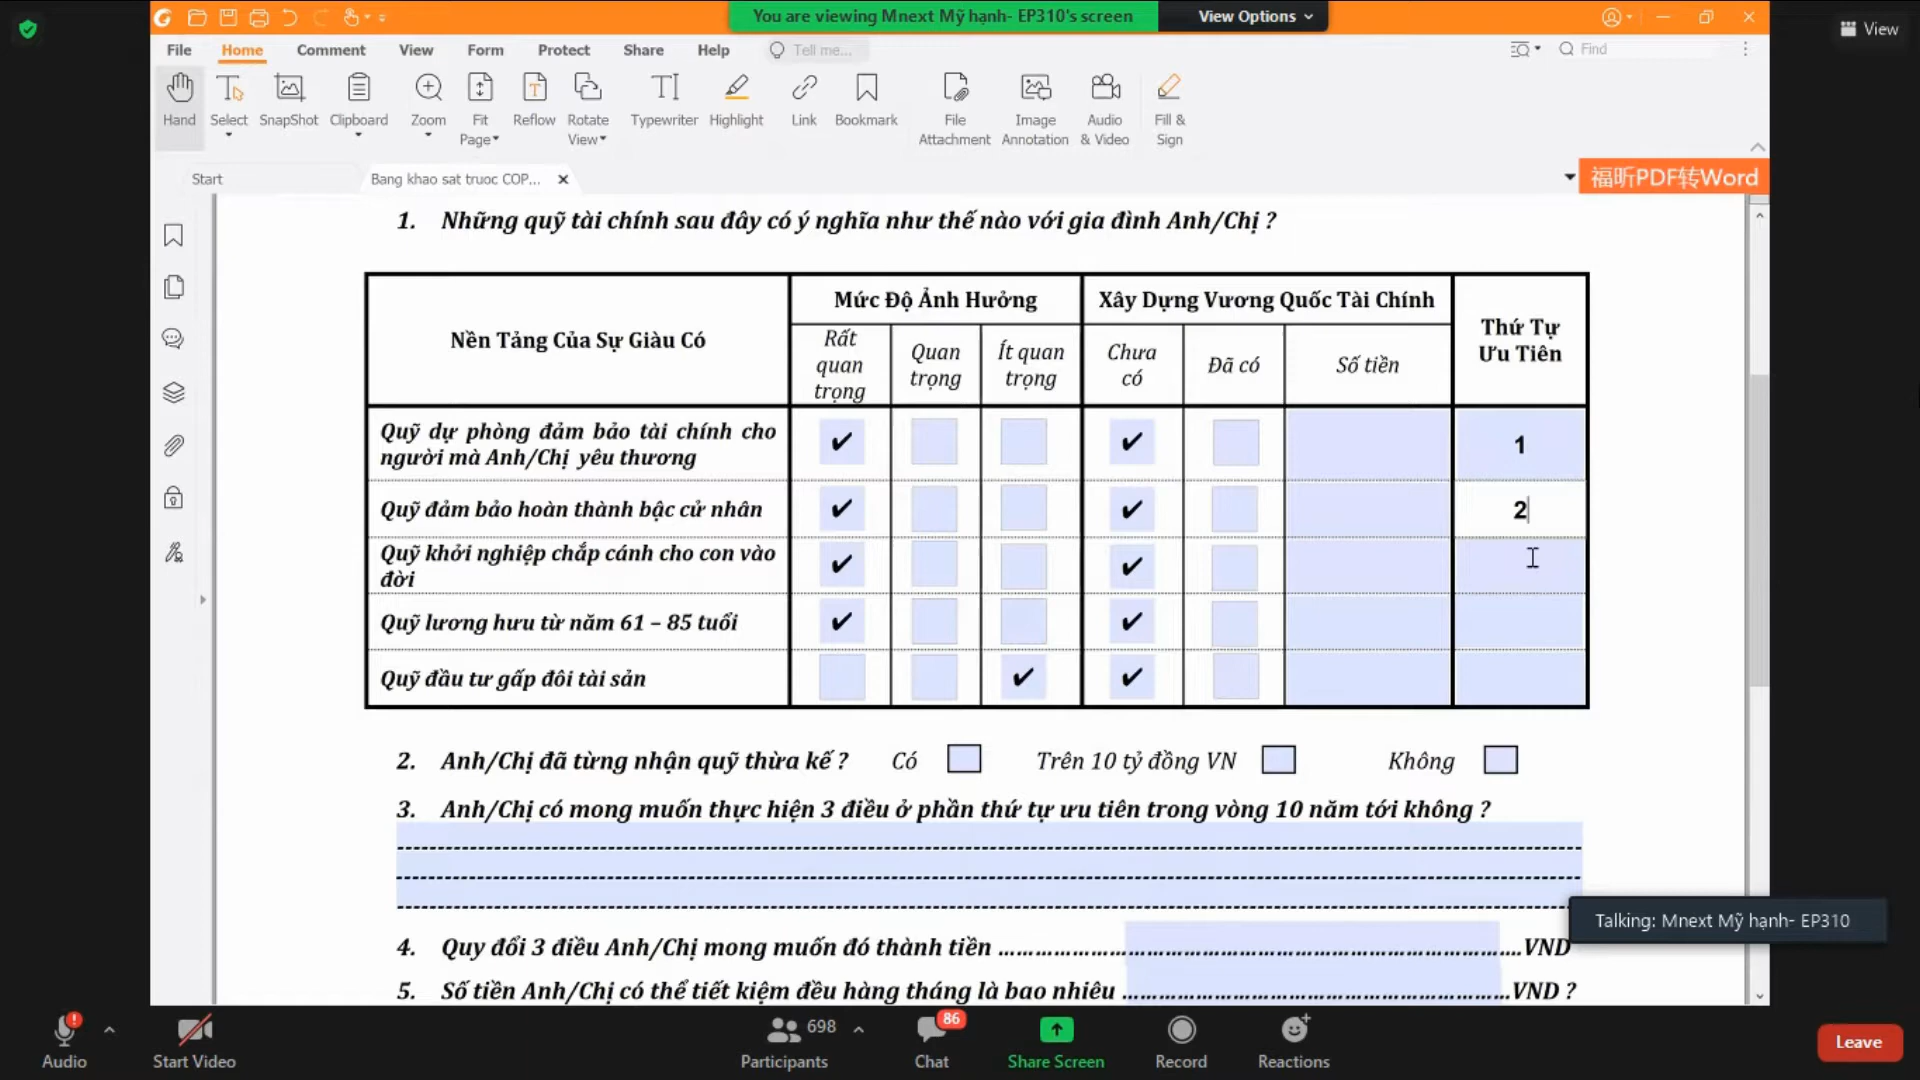 You are viewing Mnext Mỹ hạnh- EP310's screen
View Options
View
File
Home
Comment
View
Form
Protect
Share
Help
Tell me...
Find
Hand
Select
SnapShot
Clipboard
Zoom
Fit Page
Reflow
Rotate View
Typewriter
Highlight
Link
Bookmark
File Attachment
Image Annotation
Audio & Video
Fill & Sign
Start
Bang khao sat truoc COP...
福昕PDF转Word
1. Những quỹ tài chính sau đây có ý nghĩa như thế nào với gia đình Anh/Chị ?
Nền Tảng Của Sự Giàu Có
Mức Độ Ảnh Hưởng
Xây Dựng Vương Quốc Tài Chính
Thứ Tự
Ưu Tiên
Rất
quan
trọng
Quan
trọng
Ít quan
trọng
Chưa
có
Đã có
Số tiền
Quỹ dự phòng đảm bảo tài chính cho
người mà Anh/Chị yêu thương
✔ ✔ 1
Quỹ đảm bảo hoàn thành bậc cử nhân
✔ ✔ 2
Quỹ khởi nghiệp chắp cánh cho con vào
đời
✔ ✔
Quỹ lương hưu từ năm 61 – 85 tuổi
✔ ✔
Quỹ đầu tư gấp đôi tài sản
✔ ✔
2. Anh/Chị đã từng nhận quỹ thừa kế ? Có Trên 10 tỷ đồng VN Không
3. Anh/Chị có mong muốn thực hiện 3 điều ở phần thứ tự ưu tiên trong vòng 10 năm tới không ?
4. Quy đổi 3 điều Anh/Chị mong muốn đó thành tiền ........................VND
5. Số tiền Anh/Chị có thể tiết kiệm đều hàng tháng là bao nhiêu ........................VND ?
Talking: Mnext Mỹ hạnh- EP310
Audio
Start Video
698
Participants
86
Chat
Share Screen
Record
Reactions
Leave